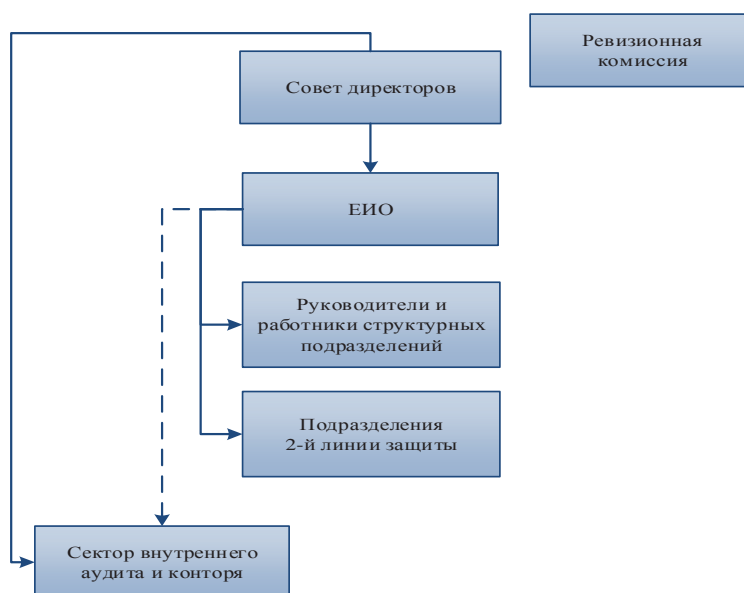 Ревизионная
комиссия
Совет директоров
ЕИО
Руководители и
работники структурных
подразделений
Подразделения
2-й линии защиты
Сектор внутреннего
аудита и конторя